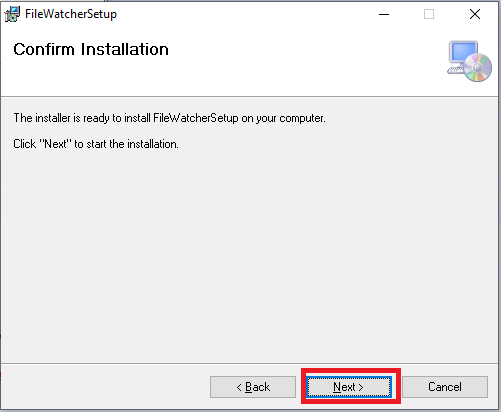 FileWatcherSetup
Confirm Installation
The installer is ready to install FileWatcherSetup on your computer.
Click "Next" to start the installation.
< Back
Next >
Cancel